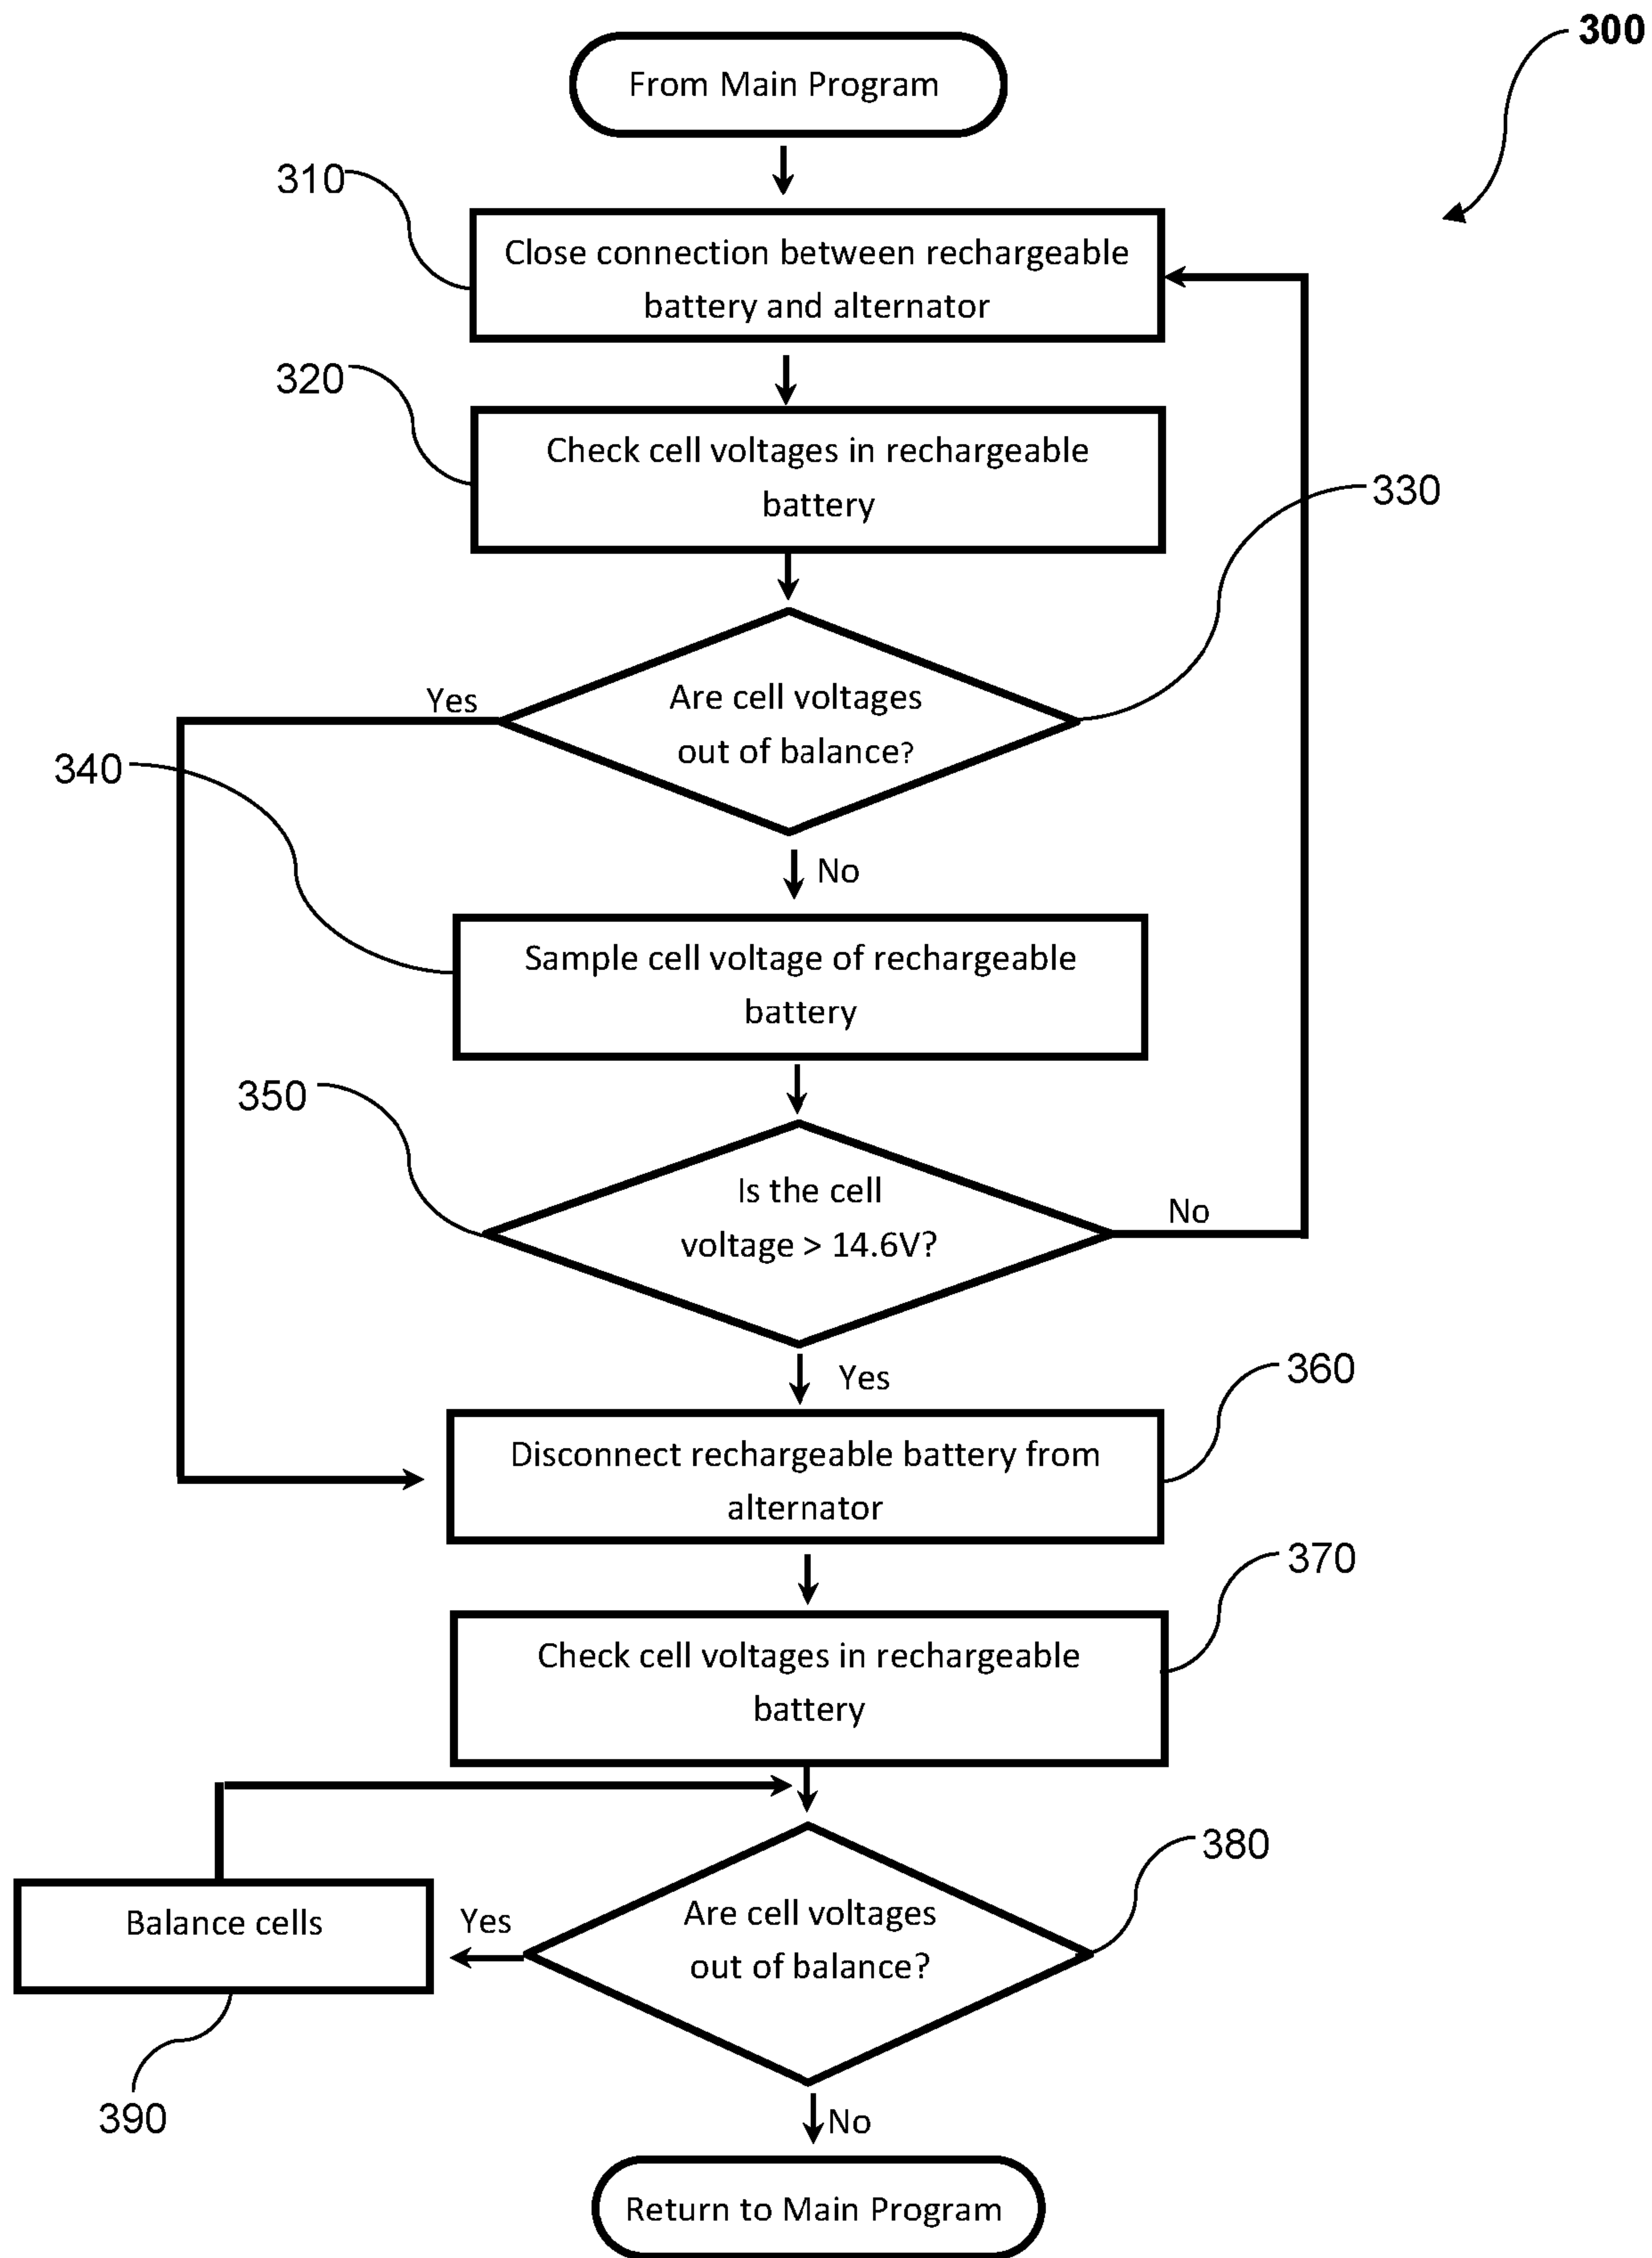 300
From Main Program
310
Close connection between rechargeable
battery and alternator
320
Check cell voltages in rechargeable
battery
330
Are cell voltages
out of balance?
Yes
340
No
Sample cell voltage of rechargeable
battery
350
Is the cell
voltage > 14.6V?
No
Yes
360
Disconnect rechargeable battery from
alternator
370
Check cell voltages in rechargeable
battery
380
Are cell voltages
out of balance?
Yes
Balance cells
390
No
Return to Main Program